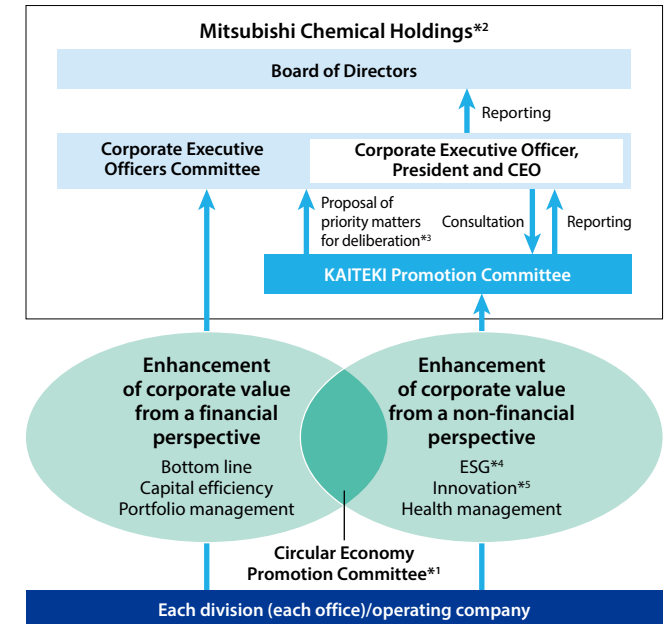 Mitsubishi Chemical Holdings*2
Board of Directors
Reporting
Corporate Executive
Officers Committee
Corporate Executive Officer,
President and CEO
Proposal of
priority matters
for deliberation*3
Consultation
Reporting
KAITEKI Promotion Committee
Enhancement
of corporate value
from a financial
perspective
Bottom line
Capital efficiency
Portfolio management
Enhancement
of corporate value
from a non-financial
perspective
ESG*4
Innovation*5
Health management
Circular Economy
Promotion Committee*1
Each division (each office)/operating company